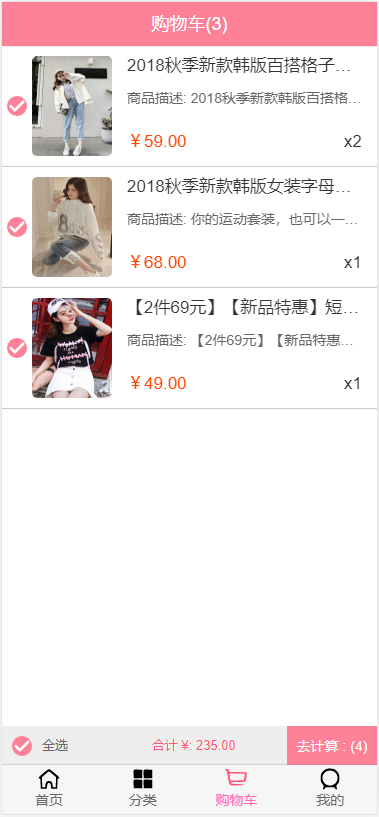 购物车(3)
2018秋季新款韩版百搭格子...
商品描述: 2018秋季新款韩版百搭格...
￥59.00
x2
2018秋季新款韩版女装字母...
商品描述: 你的运动套装，也可以一...
￥68.00
x1
【2件69元】【新品特惠】短...
商品描述: 【2件69元】【新品特惠...
￥49.00
x1
全选
合计 ¥: 235.00
去计算 : (4)
首页
分类
购物车
我的